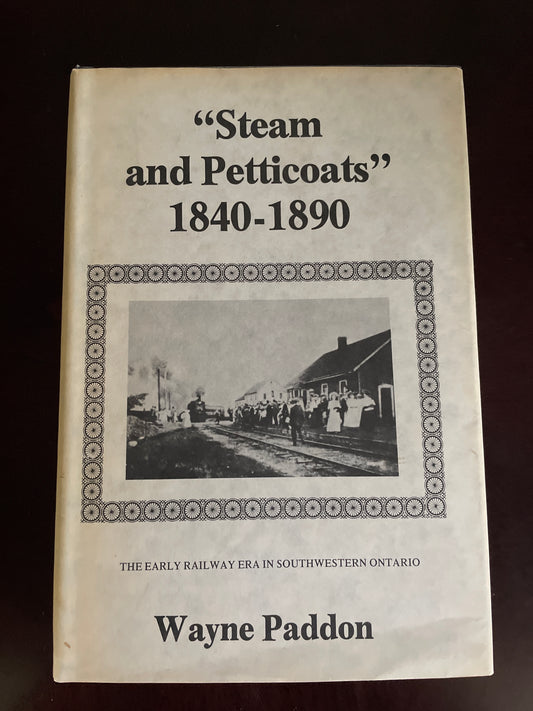 “Steam
and Petticoats”
1840-1890
THE EARLY RAILWAY ERA IN SOUTHWESTERN ONTARIO
Wayne Paddon